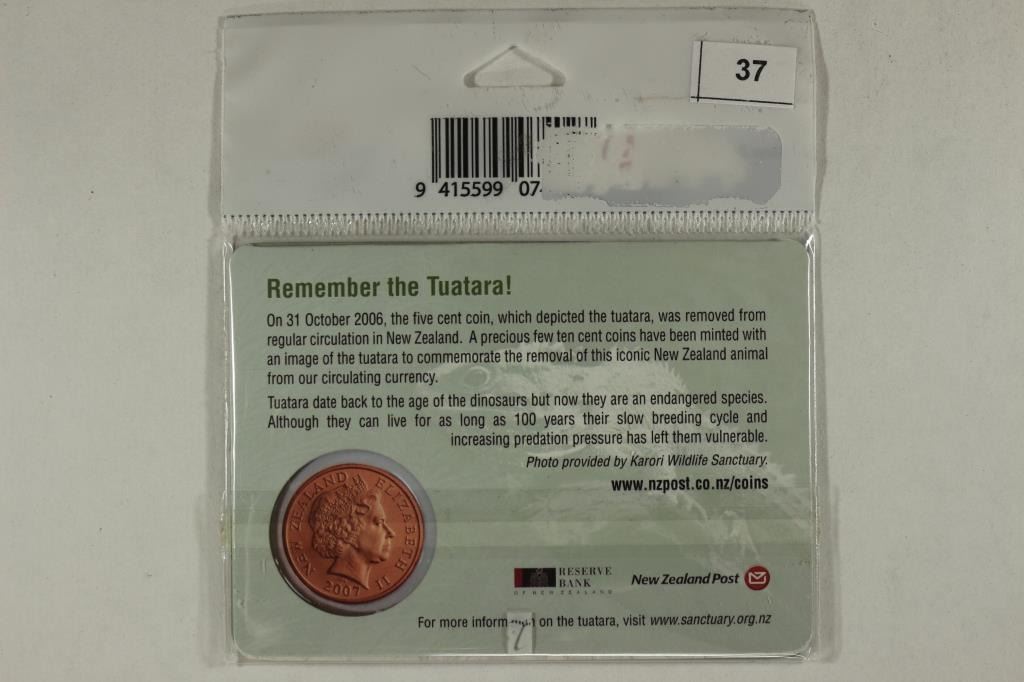 37
9 415599 07
Remember the Tuatara!
On 31 October 2006, the five cent coin, which depicted the tuatara, was removed from
regular circulation in New Zealand. A precious few ten cent coins have been minted with
an image of the tuatara to commemorate the removal of this iconic New Zealand animal
from our circulating currency.
Tuatara date back to the age of the dinosaurs but now they are an endangered species.
Although they can live for as long as 100 years their slow breeding cycle and
increasing predation pressure has left them vulnerable.
Photo provided by Karori Wildlife Sanctuary.
www.nzpost.co.nz/coins
NEW ZEALAND ELIZABETH II
2007
RESERVE
BANK
OF NEW ZEALAND
New Zealand Post
For more on the tuatara, visit www.sanctuary.org.nz